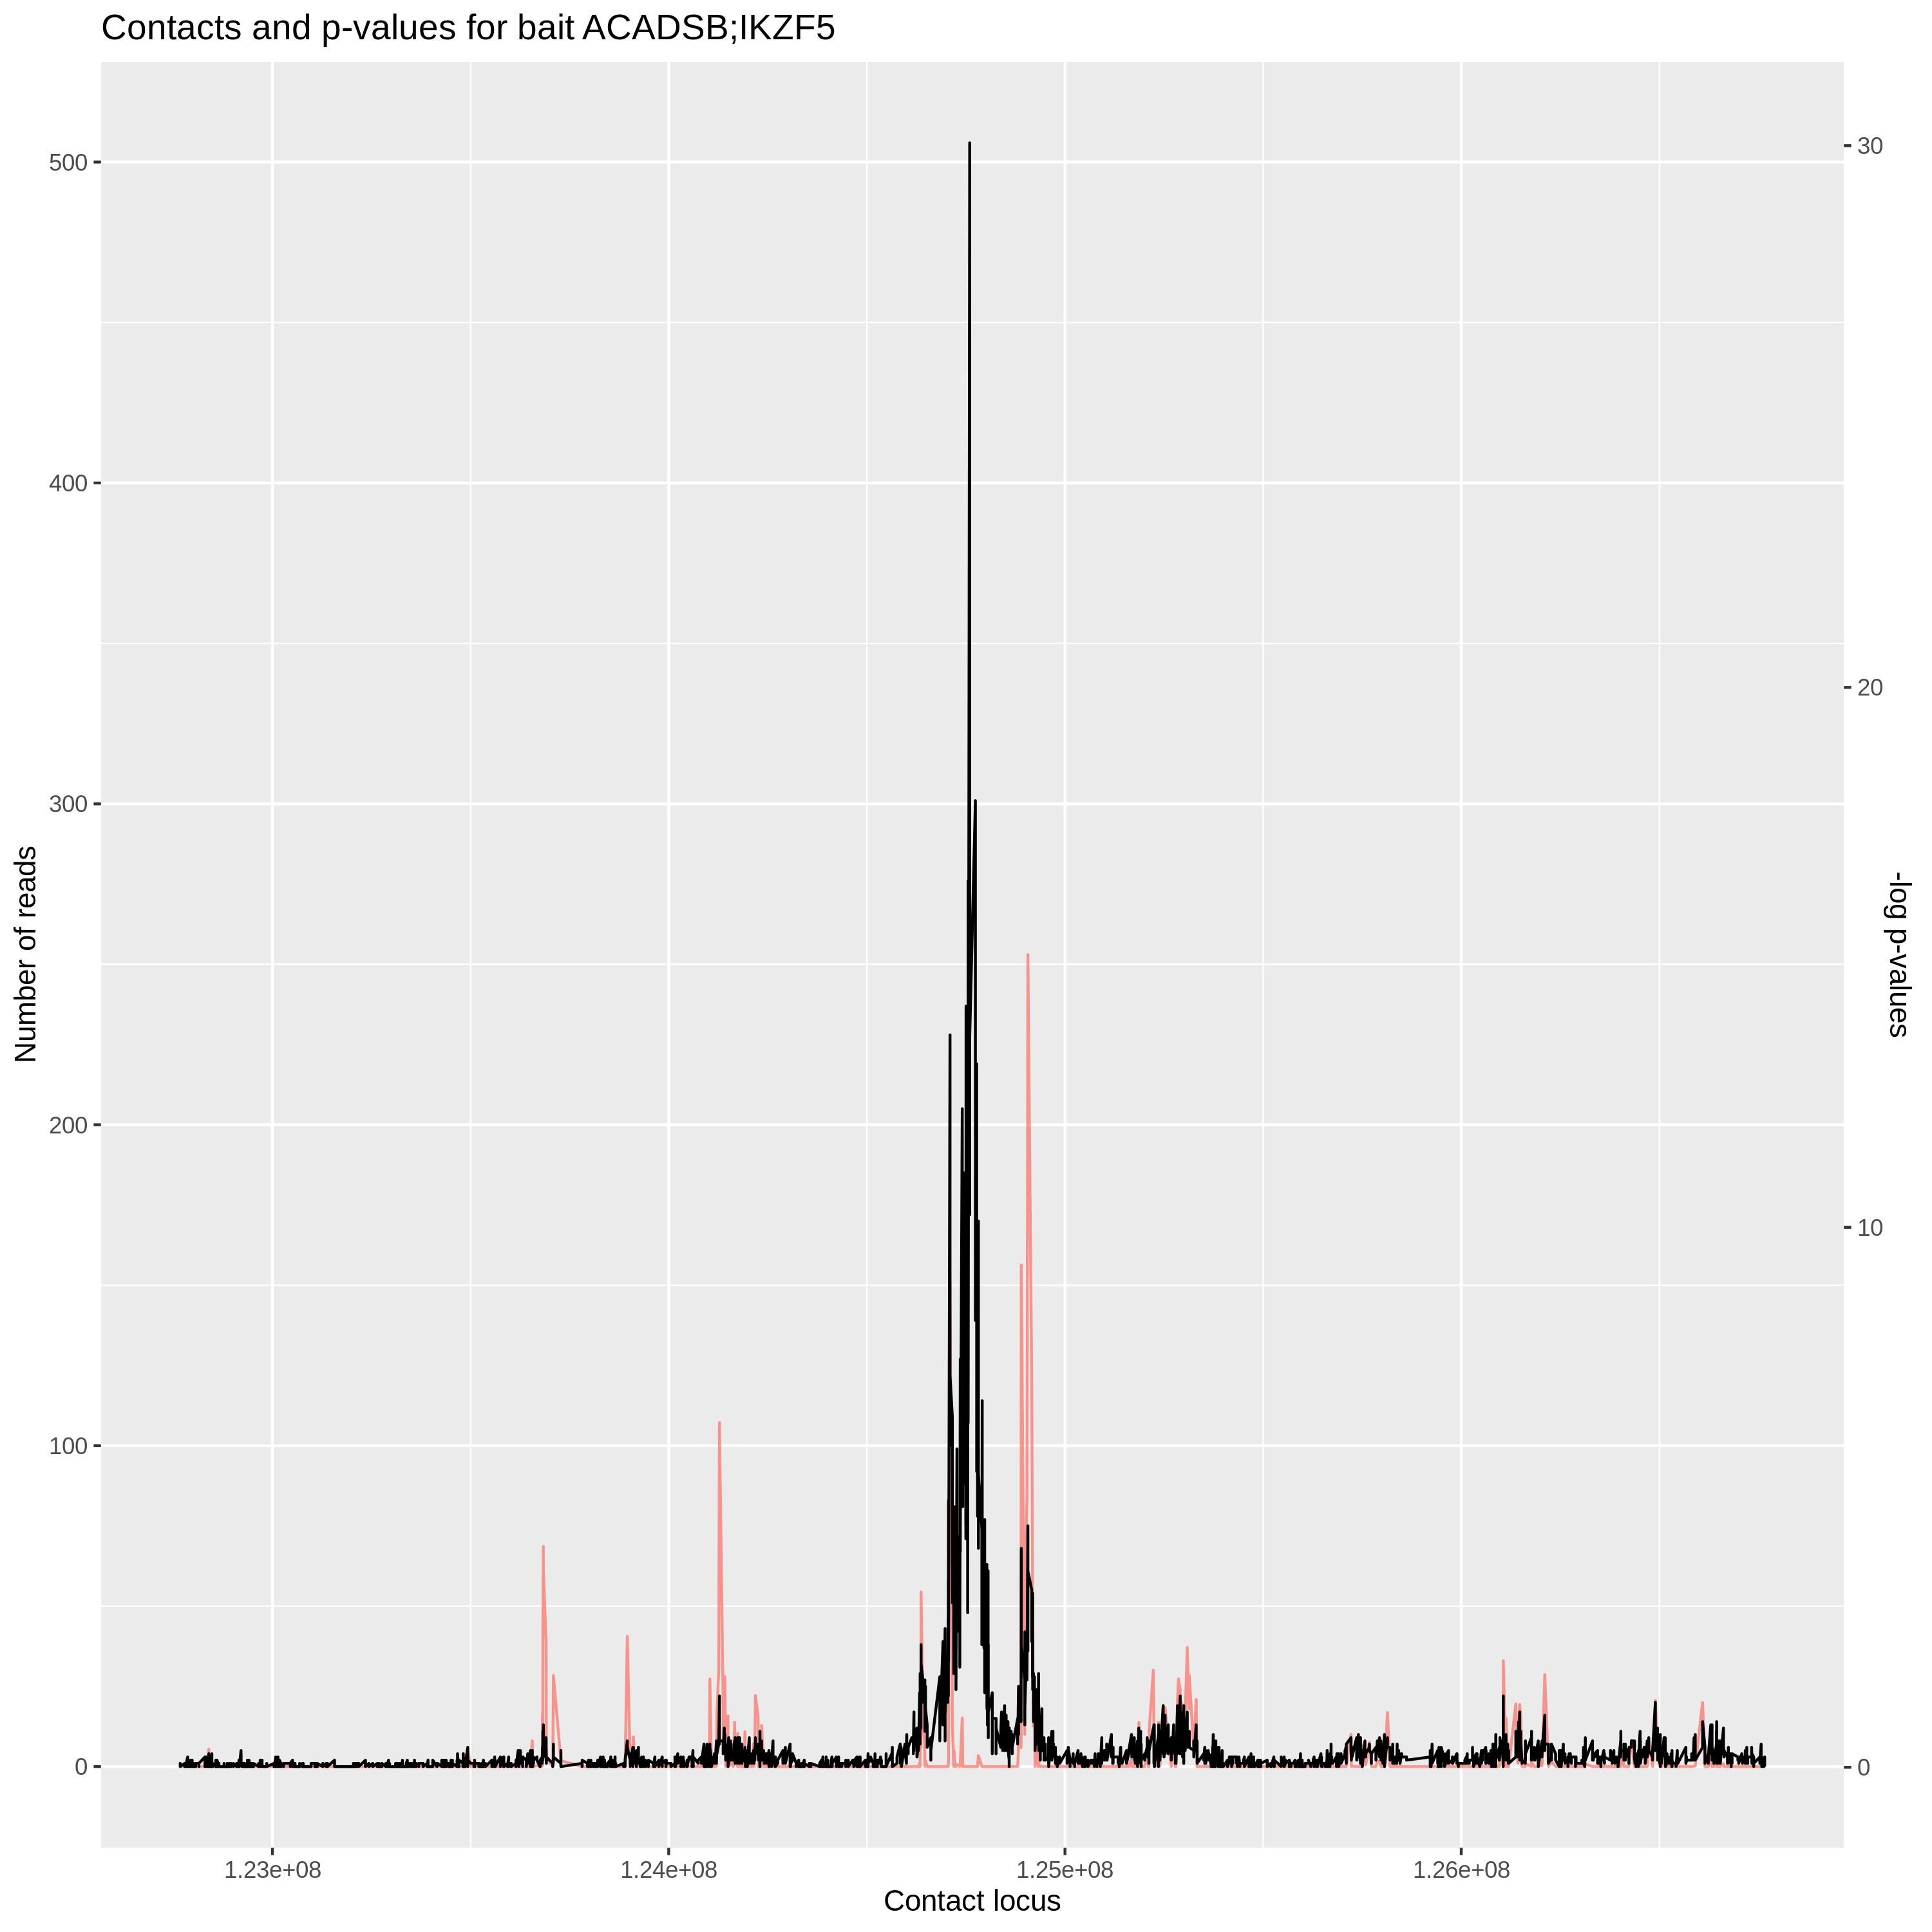 Contacts and p-values for bait ACADSB;IKZF5
500
400
300
200
100
0
30
20
10
0
Number of reads
-log p-values
1.23e+08
1.24e+08
1.25e+08
1.26e+08
Contact locus